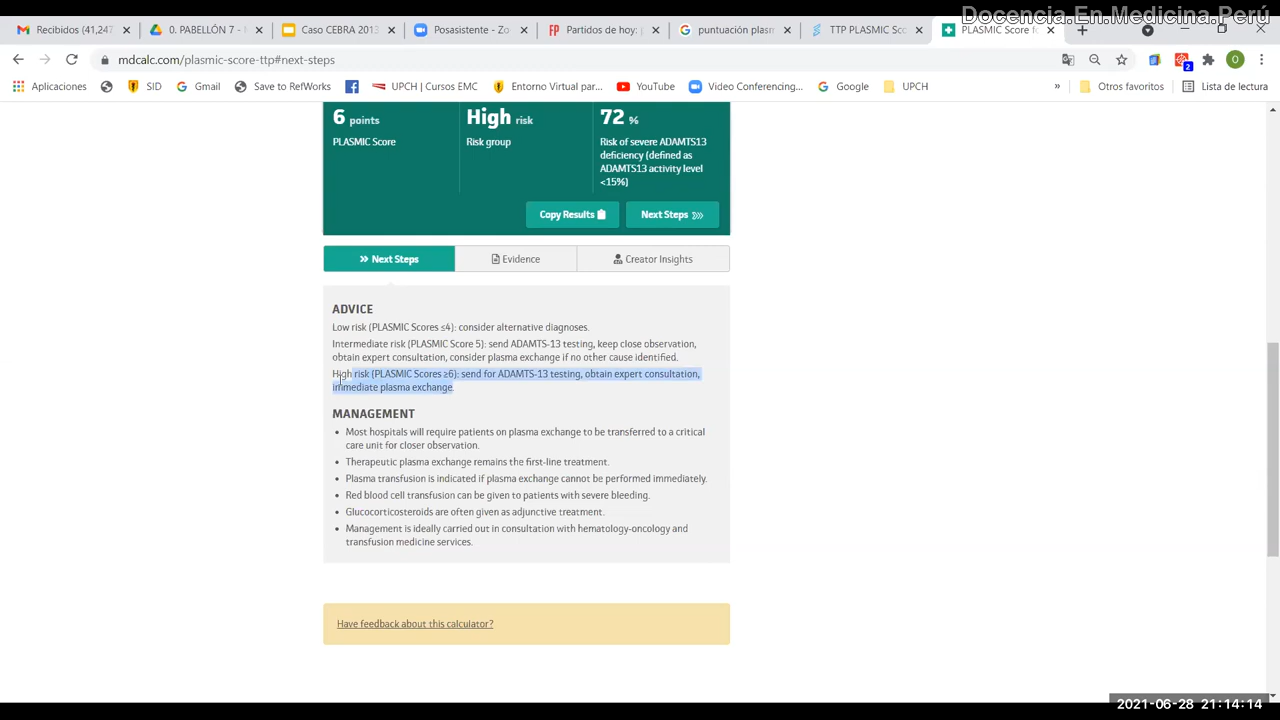 Docencia.En.Medicina.Perú
Recibidos (41,247
0. PABELLÓN 7 -
Caso CEBRA 2013
Posasistente - Zo
Partidos de hoy: p
puntuación plasm
TTP PLASMIC Sco
PLASMIC Score fo
mdcalc.com/plasmic-score-ttp#next-steps
2
O
Aplicaciones
SID
Gmail
Save to RefWorks
UPCH | Cursos EMC
Entorno Virtual par...
YouTube
Video Conferencing...
Google
UPCH
»
Otros favoritos
Lista de lectura
6 points
High risk
72 %
PLASMIC Score
Risk group
Risk of severe ADAMTS13
deficiency (defined as
ADAMTS13 activity level
<15%)
Copy Results
Next Steps
Next Steps
Evidence
Creator Insights
ADVICE
Low risk (PLASMIC Scores ≤4): consider alternative diagnoses.
Intermediate risk (PLASMIC Score 5): send ADAMTS-13 testing, keep close observation,
obtain expert consultation, consider plasma exchange if no other cause identified.
High risk (PLASMIC Scores ≥6): send for ADAMTS-13 testing, obtain expert consultation,
immediate plasma exchange.
MANAGEMENT
• Most hospitals will require patients on plasma exchange to be transferred to a critical
care unit for closer observation.
• Therapeutic plasma exchange remains the first-line treatment.
• Plasma transfusion is indicated if plasma exchange cannot be performed immediately.
• Red blood cell transfusion can be given to patients with severe bleeding.
• Glucocorticosteroids are often given as adjunctive treatment.
• Management is ideally carried out in consultation with hematology-oncology and
transfusion medicine services.
Have feedback about this calculator?
2021-06-28 21:14:14